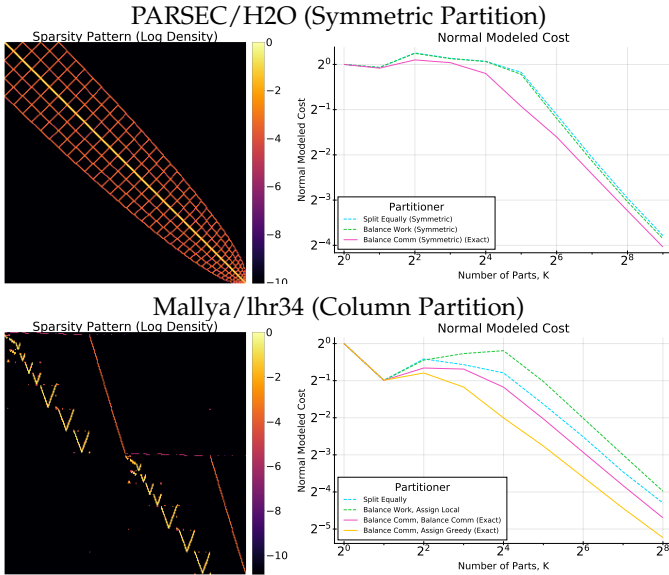 PARSEC/H2O (Symmetric Partition)
Sparsity Pattern (Log Density)
0
−2
−4
−6
−8
−10
Normal Modeled Cost
Normal Modeled Cost
2^0
2^-1
2^-2
2^-3
2^-4
Partitioner
Split Equally (Symmetric)
Balance Work (Symmetric)
Balance Comm (Symmetric) (Exact)
2^0 2^2 2^4 2^6 2^8
Number of Parts, K
Mallya/lhr34 (Column Partition)
Sparsity Pattern (Log Density)
0
−2
−4
−6
−8
−10
Normal Modeled Cost
Normal Modeled Cost
2^0
2^-1
2^-2
2^-3
2^-4
2^-5
Partitioner
Split Equally
Balance Work, Assign Local
Balance Comm, Balance Comm (Exact)
Balance Comm, Assign Greedy (Exact)
2^0 2^2 2^4 2^6 2^8
Number of Parts, K